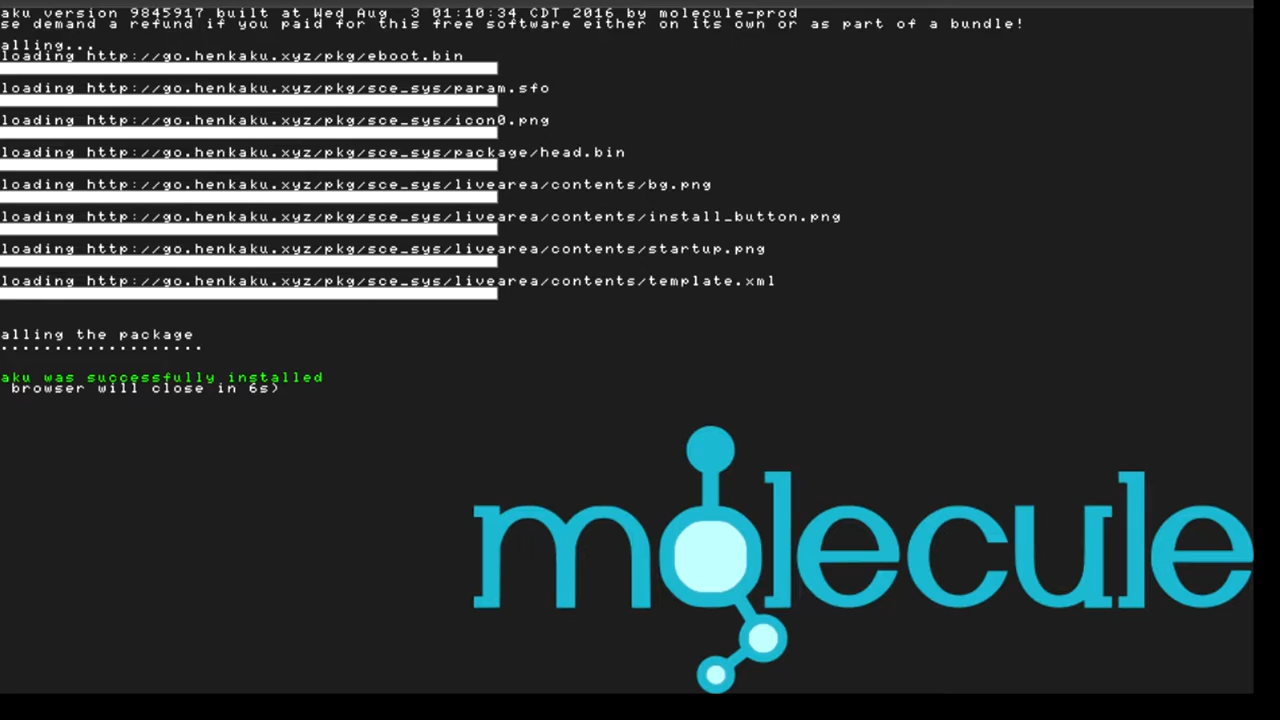 aku version 9845917 built at Wed Aug  3 01:10:34 CDT 2016 by molecule-prod
se demand a refund if you paid for this free software either on its own or as part of a bundle!
alling...
loading http://go.henkaku.xyz/pkg/eboot.bin
loading http://go.henkaku.xyz/pkg/sce_sys/param.sfo
loading http://go.henkaku.xyz/pkg/sce_sys/icon0.png
loading http://go.henkaku.xyz/pkg/sce_sys/package/head.bin
loading http://go.henkaku.xyz/pkg/sce_sys/livearea/contents/bg.png
loading http://go.henkaku.xyz/pkg/sce_sys/livearea/contents/install_button.png
loading http://go.henkaku.xyz/pkg/sce_sys/livearea/contents/startup.png
loading http://go.henkaku.xyz/pkg/sce_sys/livearea/contents/template.xml
alling the package
...................
aku was successfully installed
browser will close in 6s)
molecule